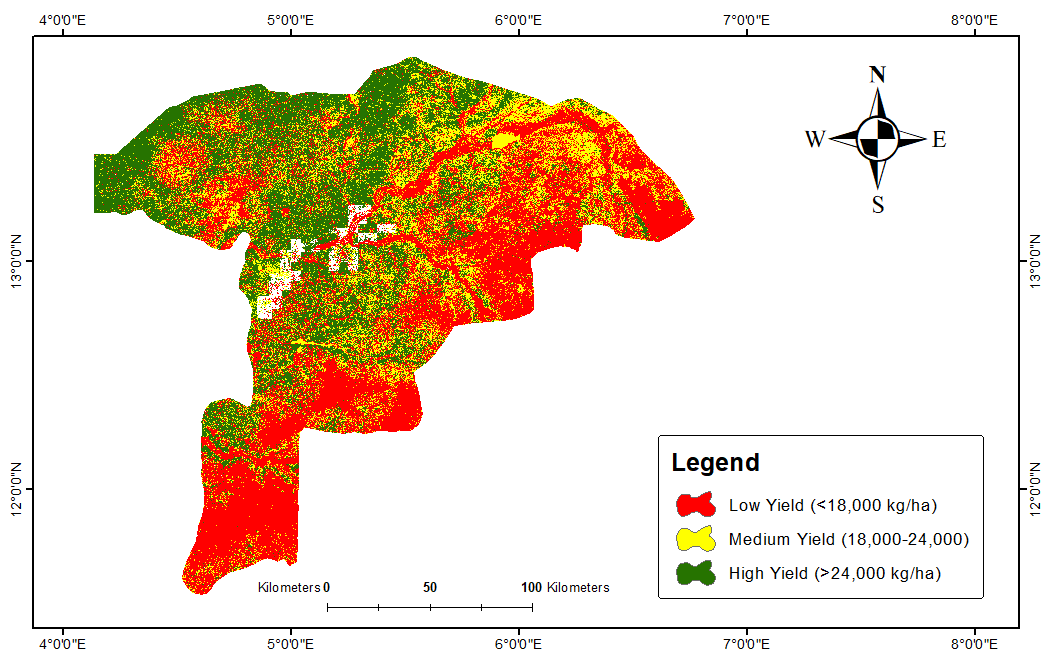 4°0'0"E 5°0'0"E 6°0'0"E 7°0'0"E 8°0'0"E
N
W E
S
13°0'0"N 13°0'0"N
12°0'0"N 12°0'0"N
Legend
Low Yield (<18,000 kg/ha)
Medium Yield (18,000-24,000)
High Yield (>24,000 kg/ha)
Kilometers 0 50 100 Kilometers
4°0'0"E 5°0'0"E 6°0'0"E 7°0'0"E 8°0'0"E